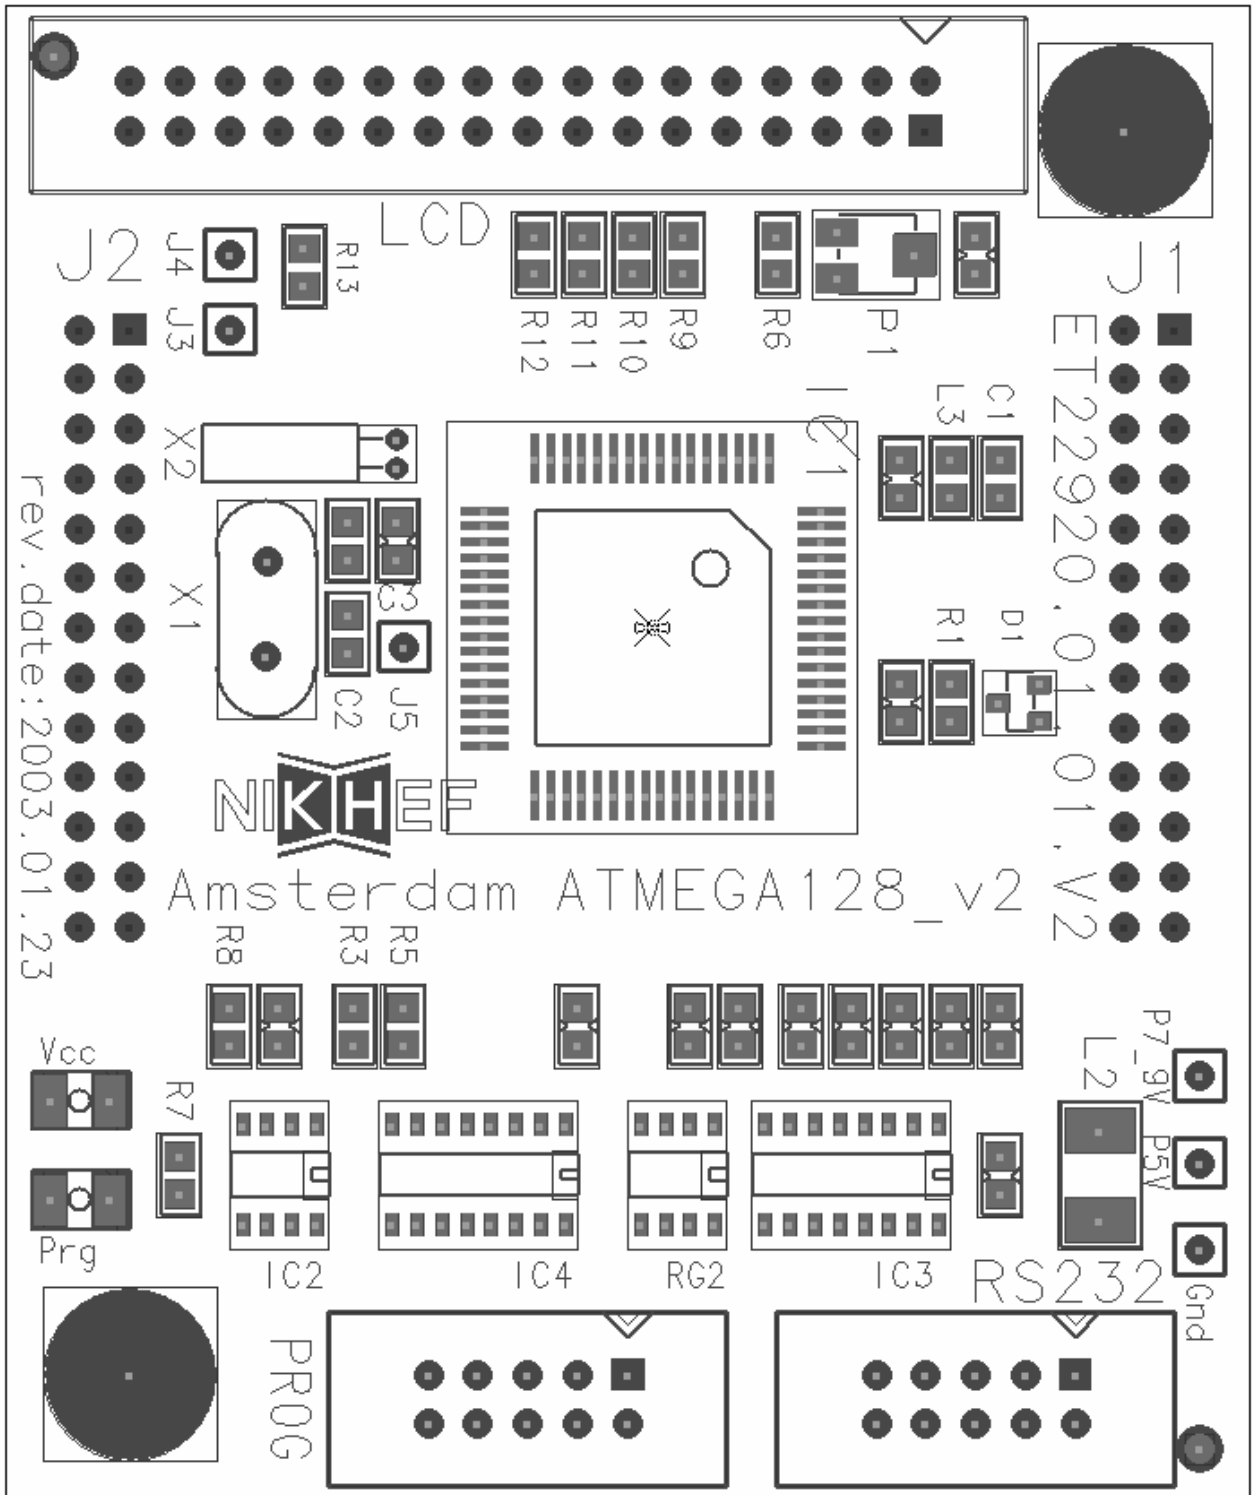 LCD
J2
J4
J3
R13
R12
R11
R10
R9
R6
P1
J1
ET22920.01.01.V2
IC1
L3
C1
X2
rev.date:2003.01.23
X1
C3
C2
J5
R1
D1
NIKHEF
Amsterdam ATMEGA128_v2
R8
R3
R5
Vcc
R7
L2
P7_9V
P5V
Prg
IC2
IC4
RG2
IC3
RS232
Gnd
PROG